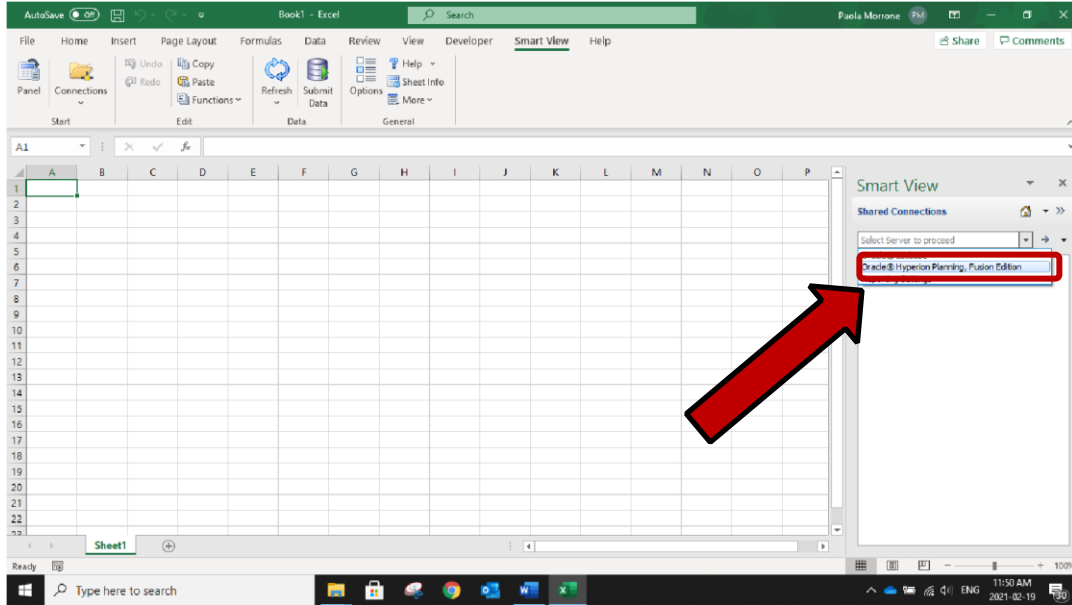 AutoSave Off Book1 - Excel Search Paola Morrone PM
File Home Insert Page Layout Formulas Data Review View Developer Smart View Help Share Comments
Panel Connections Undo Redo Copy Paste Functions Refresh Submit Data Options Help Sheet Info More
Start Edit Data General
A1 fx
A B C D E F G H I J K L M N O P
1
2
3
4
5
6
7
8
9
10
11
12
13
14
15
16
17
18
19
20
21
22
23
Smart View
Shared Connections
Select Server to proceed
Oracle® Hyperion Planning, Fusion Edition
Sheet1
Ready 100%
Type here to search ENG 11:50 AM
2021-02-19 30